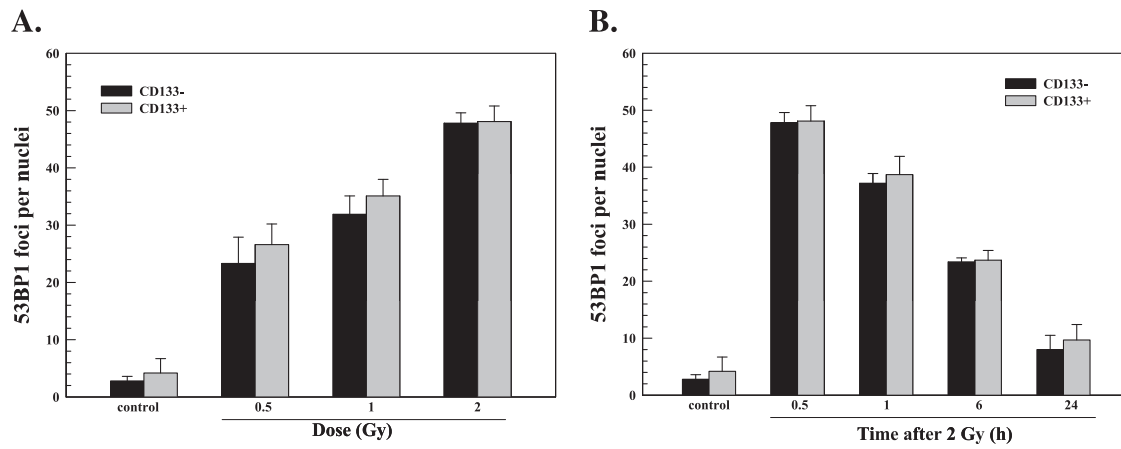 A.
60
50
40
30
20
10
0
53BP1 foci per nuclei
CD133-
CD133+
control 0.5 1 2
Dose (Gy)
B.
60
50
40
30
20
10
0
53BP1 foci per nuclei
CD133-
CD133+
control 0.5 1 6 24
Time after 2 Gy (h)